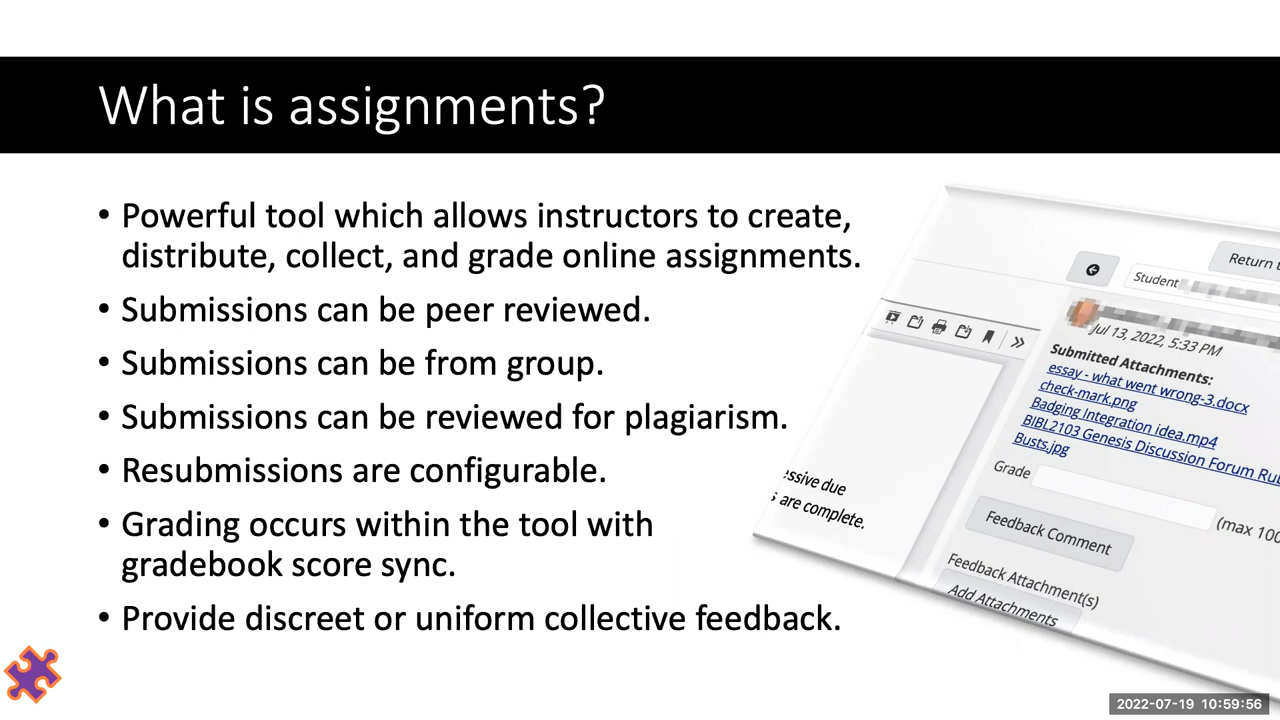 What is assignments?
• Powerful tool which allows instructors to create,
distribute, collect, and grade online assignments.
• Submissions can be peer reviewed.
• Submissions can be from group.
• Submissions can be reviewed for plagiarism.
• Resubmissions are configurable.
• Grading occurs within the tool with
gradebook score sync.
• Provide discreet or uniform collective feedback.
Return
Student
Jul 13, 2022, 5:33 PM
Submitted Attachments:
essay - what went wrong-3.docx
check-mark.png
Badging Integration idea.mp4
BIBL2103 Genesis Discussion Forum
Busts.jpg
Grade
(max 100
Feedback Comment
Feedback Attachment(s)
Add Attachments
due
are complete.
2022-07-19 10:59:56